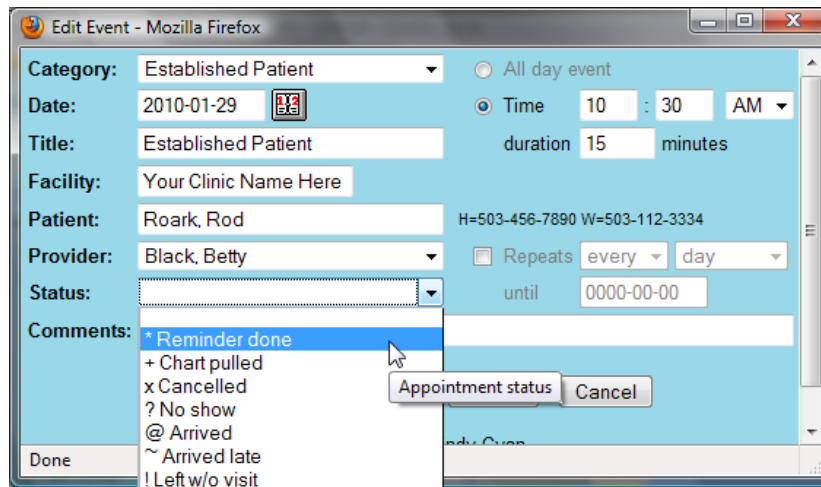 Edit Event - Mozilla Firefox
Category: Established Patient All day event
Date: 2010-01-29 Time 10 : 30 AM
Title: Established Patient duration 15 minutes
Facility: Your Clinic Name Here
Patient: Roark, Rod H=503-456-7890 W=503-112-3334
Provider: Black, Betty Repeats every day
Status: until 0000-00-00
Comments:
* Reminder done
+ Chart pulled
x Cancelled
Appointment status Cancel
? No show
@ Arrived
~ Arrived late
! Left w/o visit
Done